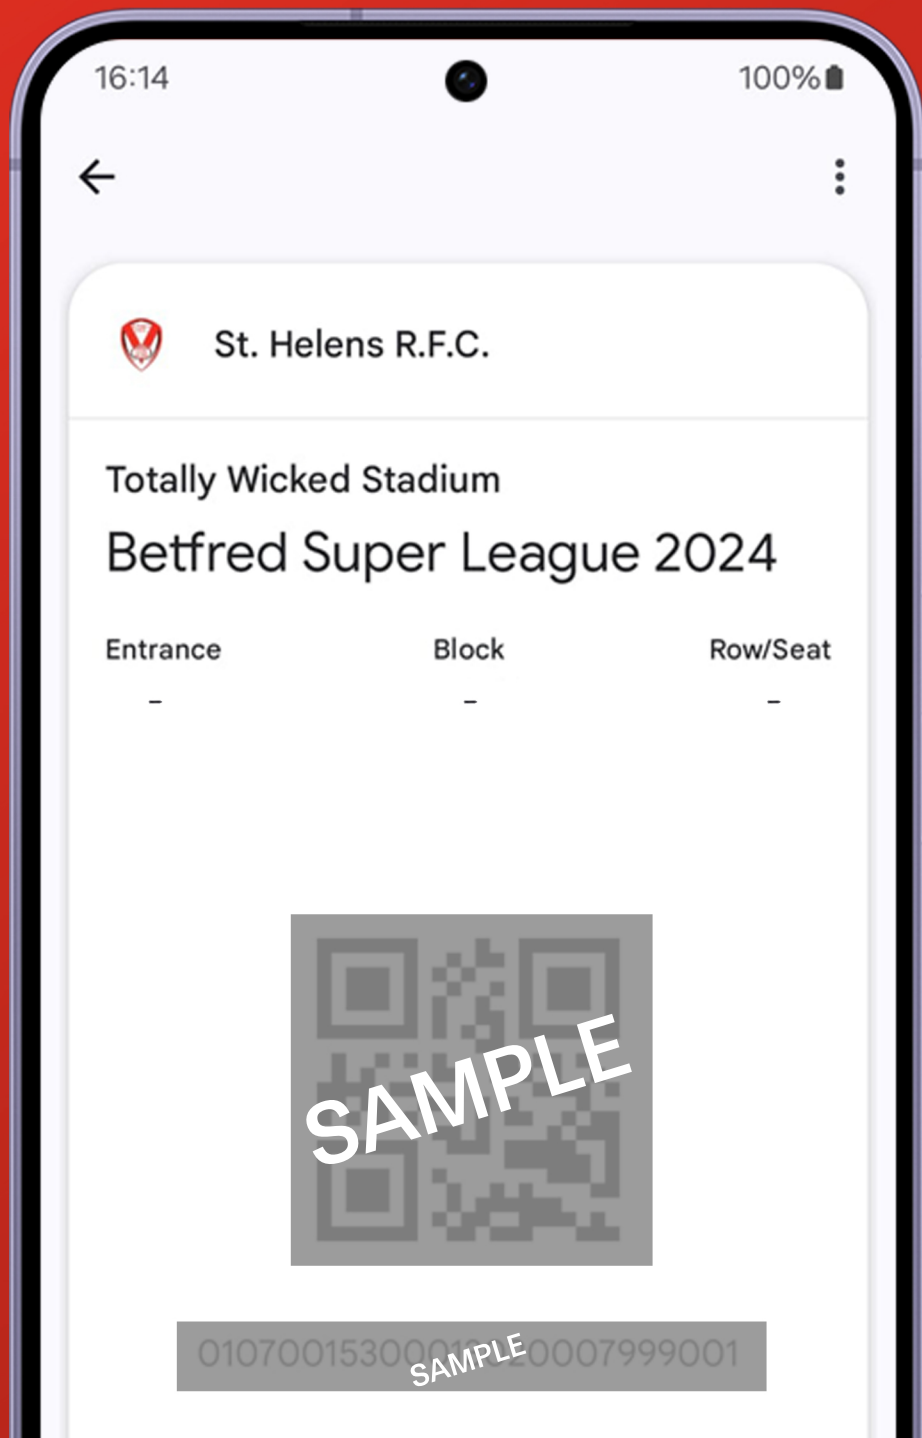 16:14
100%
St. Helens R.F.C.
Totally Wicked Stadium
Betfred Super League 2024
Entrance Block Row/Seat
- - -
SAMPLE
SAMPLE